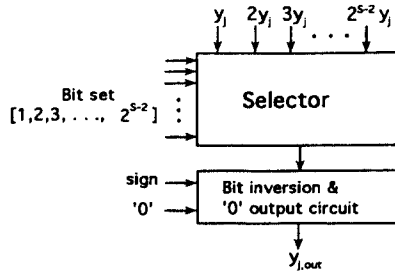 y_j 2y_j 3y_j . . . 2^{S-2}y_j
Bit set
[1,2,3, . . . , 2^{S-2} ]
Selector
sign
'0'
Bit inversion &
'0' output circuit
y_{j,out}